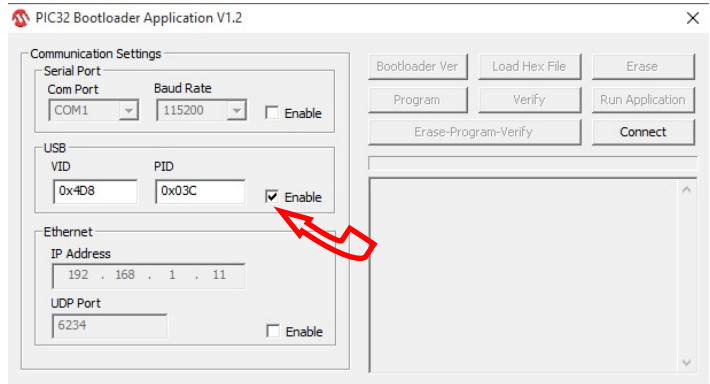 PIC32 Bootloader Application V1.2
Communication Settings
Serial Port
Com Port Baud Rate
COM1 115200 Enable
USB
VID PID
0x4D8 0x03C Enable
Ethernet
IP Address
192 . 168 . 1 . 11
UDP Port
6234 Enable
Bootloader Ver Load Hex File Erase
Program Verify Run Application
Erase-Program-Verify Connect